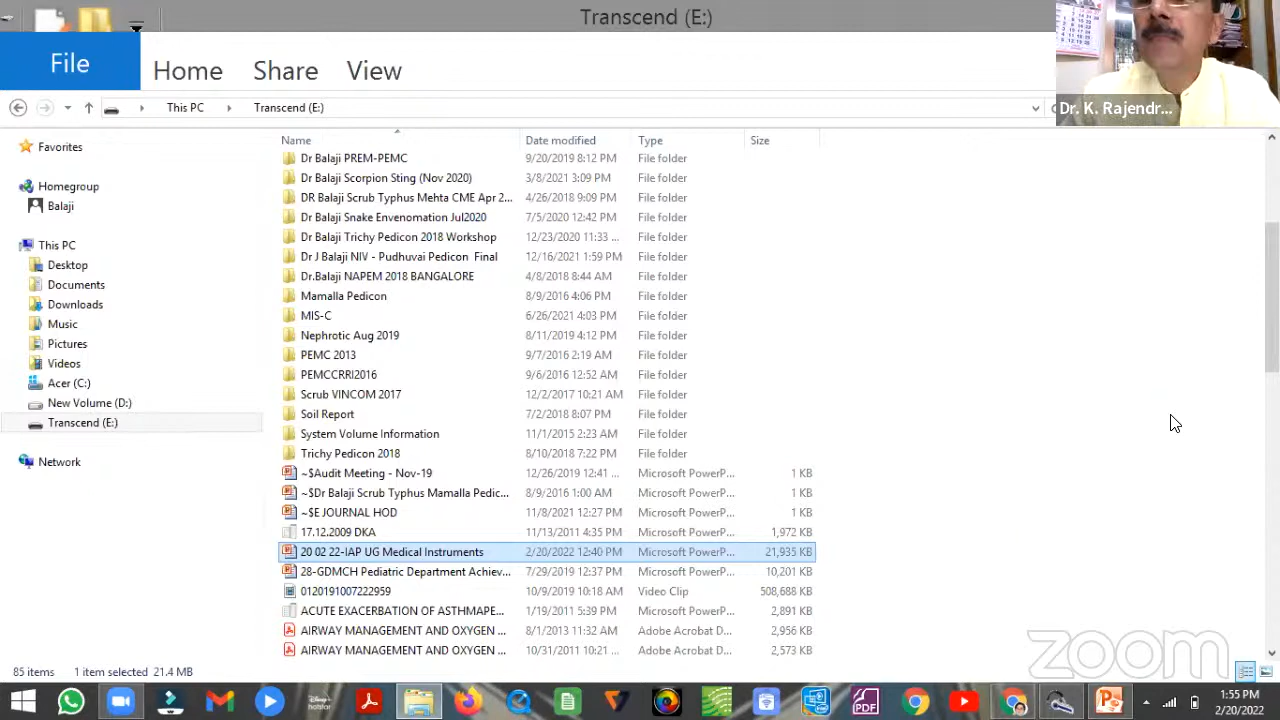 Transcend (E:)
File Home Share View
This PC Transcend (E:)
Dr. K. Rajendr...
Name Date modified Type Size
Favorites
Homegroup
Balaji
This PC
Desktop
Documents
Downloads
Music
Pictures
Videos
Acer (C:)
New Volume (D:)
Transcend (E:)
Network
Dr Balaji PREM-PEMC 9/20/2019 8:12 PM File folder
Dr Balaji Scorpion Sting (Nov 2020) 3/8/2021 3:09 PM File folder
DR Balaji Scrub Typhus Mehta CME Apr 2... 4/26/2018 9:09 PM File folder
Dr Balaji Snake Envenomation Jul2020 7/5/2020 12:42 PM File folder
Dr Balaji Trichy Pedicon 2018 Workshop 12/23/2020 11:33 ... File folder
Dr J Balaji NIV - Pudhuvai Pedicon Final 12/16/2021 1:59 PM File folder
Dr.Balaji NAPEM 2018 BANGALORE 4/8/2018 8:44 AM File folder
Mamalla Pedicon 8/9/2016 4:06 PM File folder
MIS-C 6/26/2021 4:03 PM File folder
Nephrotic Aug 2019 8/11/2019 4:12 PM File folder
PEMC 2013 9/7/2016 2:19 AM File folder
PEMCCRRI2016 9/6/2016 12:52 AM File folder
Scrub VINCOM 2017 12/2/2017 10:21 AM File folder
Soil Report 7/2/2018 8:07 PM File folder
System Volume Information 11/1/2015 2:23 AM File folder
Trichy Pedicon 2018 8/10/2018 7:22 PM File folder
~$Audit Meeting - Nov-19 12/26/2019 12:41 ... Microsoft PowerP... 1 KB
~$Dr Balaji Scrub Typhus Mamalla Pedic... 8/9/2016 1:00 AM Microsoft PowerP... 1 KB
~$E JOURNAL HOD 11/8/2021 12:27 PM Microsoft PowerP... 1 KB
17.12.2009 DKA 11/13/2011 4:35 PM Microsoft PowerP... 1,972 KB
20 02 22-IAP UG Medical Instruments 2/20/2022 12:40 PM Microsoft PowerP... 21,935 KB
28-GDMCH Pediatric Department Achiev... 7/29/2019 12:37 PM Microsoft PowerP... 10,201 KB
0120191007222959 10/9/2019 10:18 AM Video Clip 508,688 KB
ACUTE EXACERBATION OF ASTHMAPE... 1/19/2011 5:39 PM Microsoft PowerP... 2,891 KB
AIRWAY MANAGEMENT AND OXYGEN ... 8/1/2013 11:32 AM Adobe Acrobat D... 2,956 KB
AIRWAY MANAGEMENT AND OXYGEN ... 10/31/2011 10:21 ... Adobe Acrobat D... 2,573 KB
zoom
85 items 1 item selected 21.4 MB
1:55 PM
2/20/2022